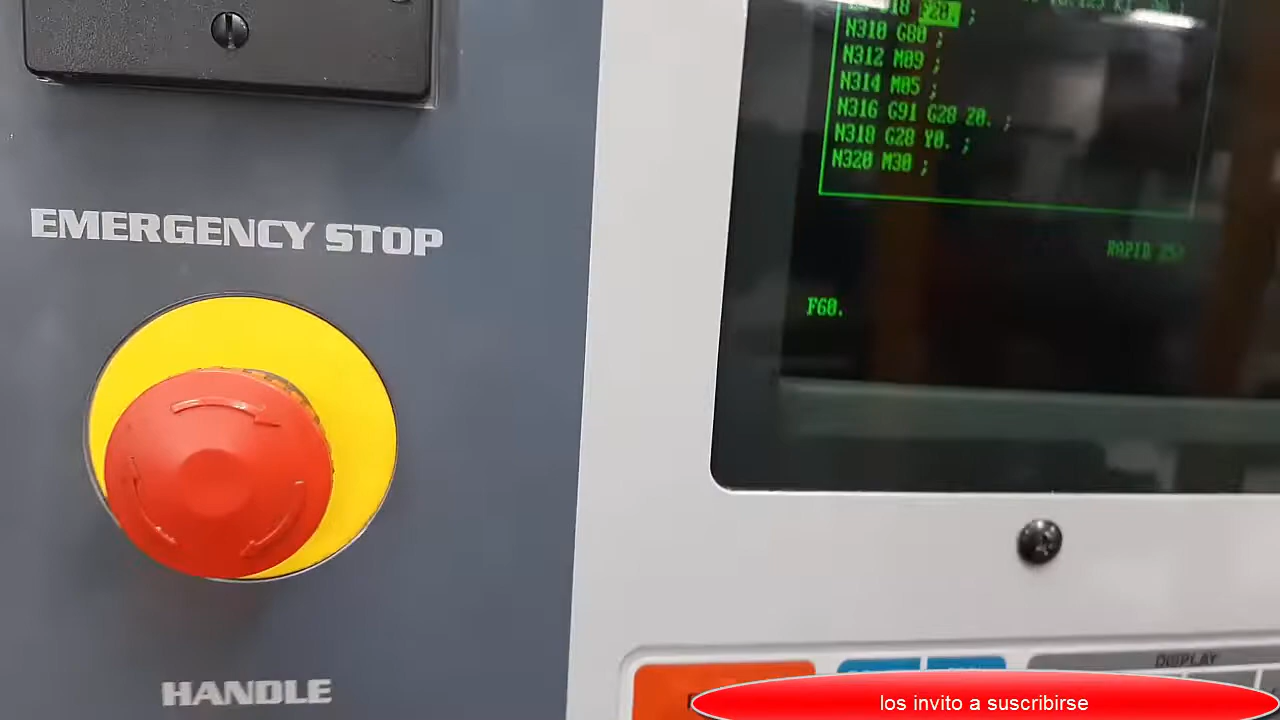 N310 G80 ;
N312 M09 ;
N314 M05 ;
N316 G91 G28 Z0. ;
N318 G28 Y0. ;
N320 M30 ;
EMERGENCY STOP
F60.
HANDLE
DISPLAY
los invito a suscribirse